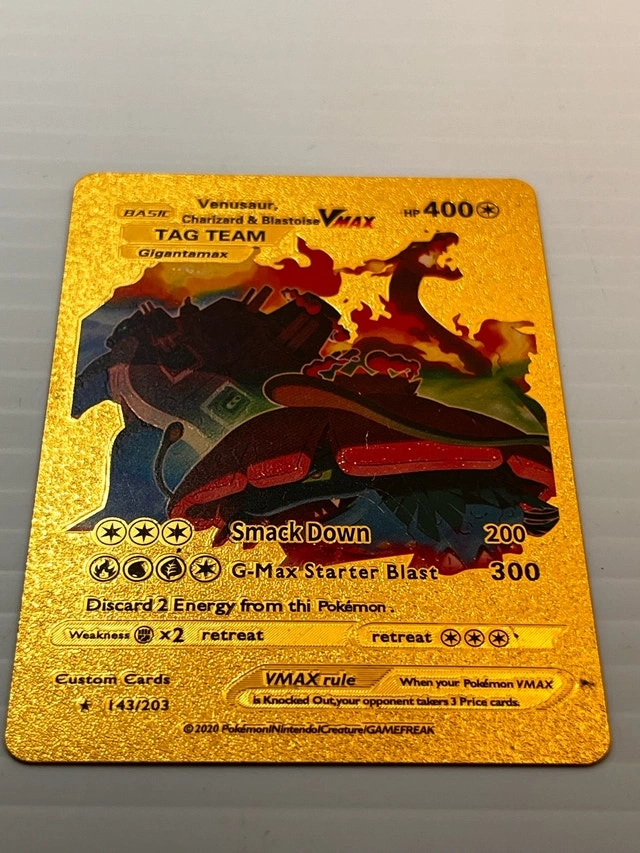 BASIC
Venusaur,
Charizard & Blastoise VMAX
HP 400
TAG TEAM
Gigantamax
Smack Down 200
G-Max Starter Blast 300
Discard 2 Energy from thi Pokémon.
Weakness x2 retreat retreat
Custom Cards
143/203
VMAX rule When your Pokémon VMAX
is Knocked Out,your opponent takers 3 Price cards.
©2020 Pokémon/Nintendo/Creature/GAMEFREAK